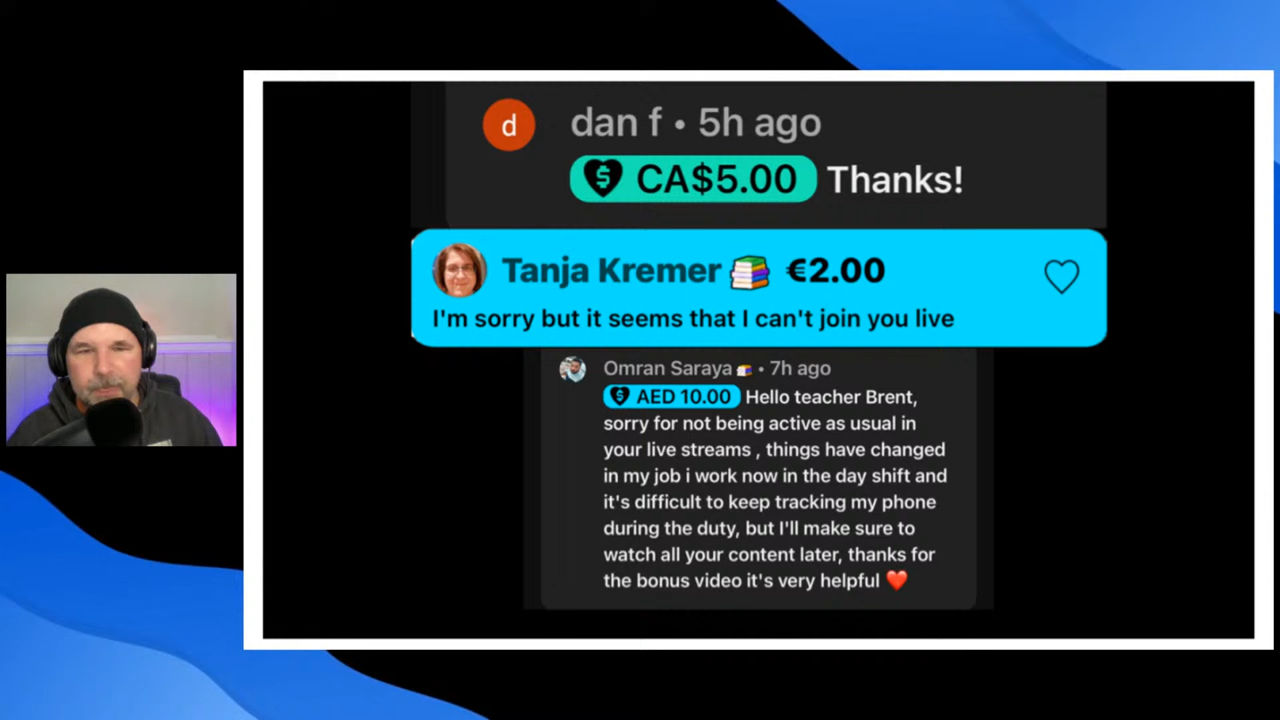 d dan f • 5h ago
CA$5.00 Thanks!
Tanja Kremer €2.00
I'm sorry but it seems that I can't join you live
Omran Saraya • 7h ago
AED 10.00 Hello teacher Brent,
sorry for not being active as usual in
your live streams , things have changed
in my job i work now in the day shift and
it's difficult to keep tracking my phone
during the duty, but I'll make sure to
watch all your content later, thanks for
the bonus video it's very helpful ❤️